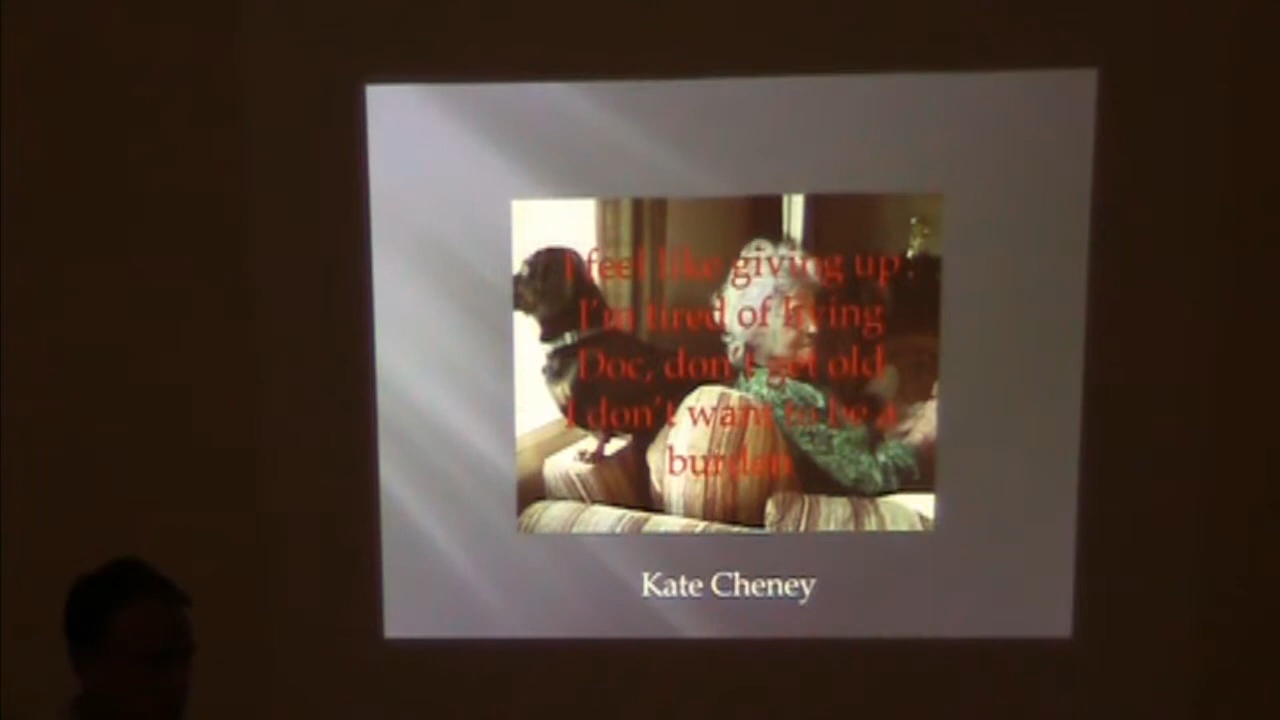 I feel like giving up.
I'm tired of living
Doc, don't get old
I don't want to be a
burden
Kate Cheney